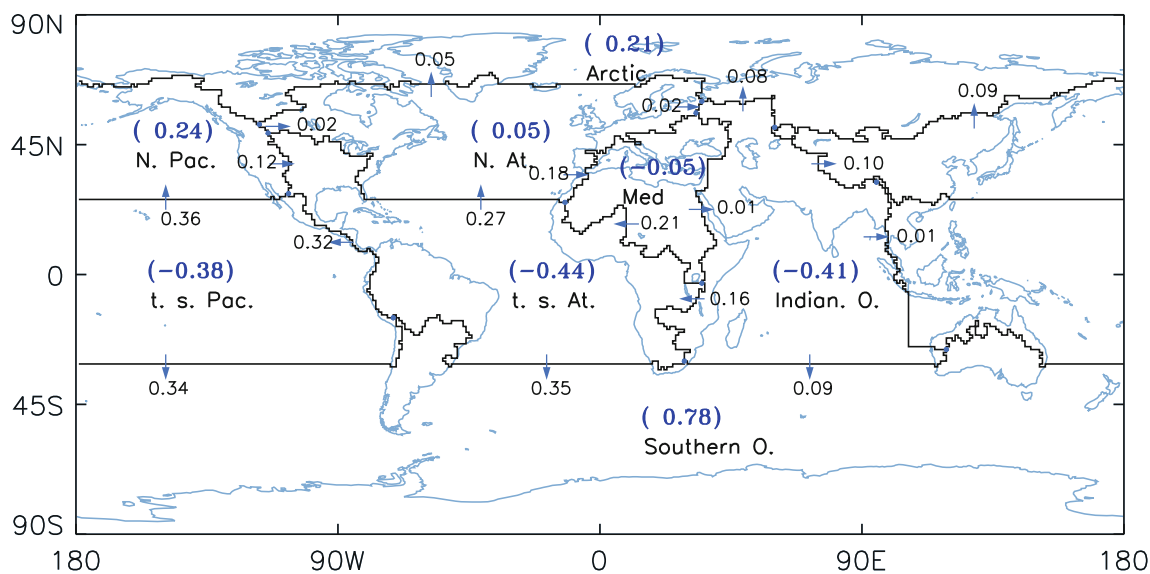 90N
( 0.21)
0.05
Arctic
0.08
0.09
0.02
( 0.24)
0.02
( 0.05)
45N
N. Pac.
0.12
N. At.
0.18
(−0.05)
0.10
Med
0.36
0.27
0.21
0.01
0.32
0.01
0
(−0.38)
(−0.44)
(−0.41)
t. s. Pac.
t. s. At.
0.16
Indian. O.
0.34
0.35
0.09
45S
( 0.78)
Southern O.
90S
180
90W
0
90E
180